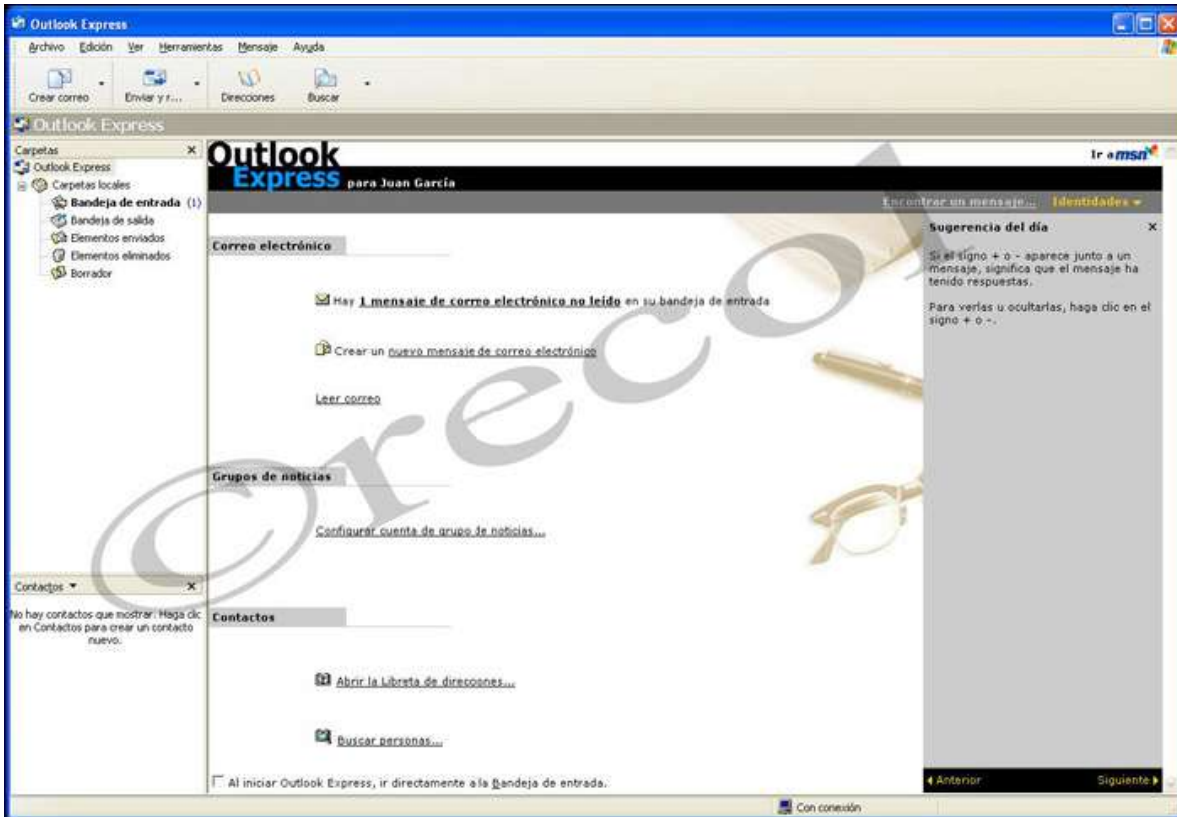 Outlook Express
Archivo Edición Ver Herramientas Mensaje Ayuda
Crear correo Enviar y r... Direcciones Buscar
Outlook Express
Carpetas
Outlook Express
Carpetas locales
Bandeja de entrada (1)
Bandeja de salida
Elementos enviados
Elementos eliminados
Borrador
Contactos
No hay contactos que mostrar. Haga clic
en Contactos para crear un contacto
nuevo.
Outlook
Express para Juan García
Ir a msn
Encontrar un mensaje... Identidades
Correo electrónico
Hay 1 mensaje de correo electrónico no leído en su bandeja de entrada
Crear un nuevo mensaje de correo electrónico
Leer correo
Grupos de noticias
Configurar cuenta de grupo de noticias...
Contactos
Abrir la Libreta de direcciones...
Buscar personas...
Al iniciar Outlook Express, ir directamente a la Bandeja de entrada.
Sugerencia del día
Si el signo + o - aparece junto a un
mensaje, significa que el mensaje ha
tenido respuestas.
Para verlas u ocultarlas, haga clic en el
signo + o -.
Anterior Siguiente
Con conexión
©recol